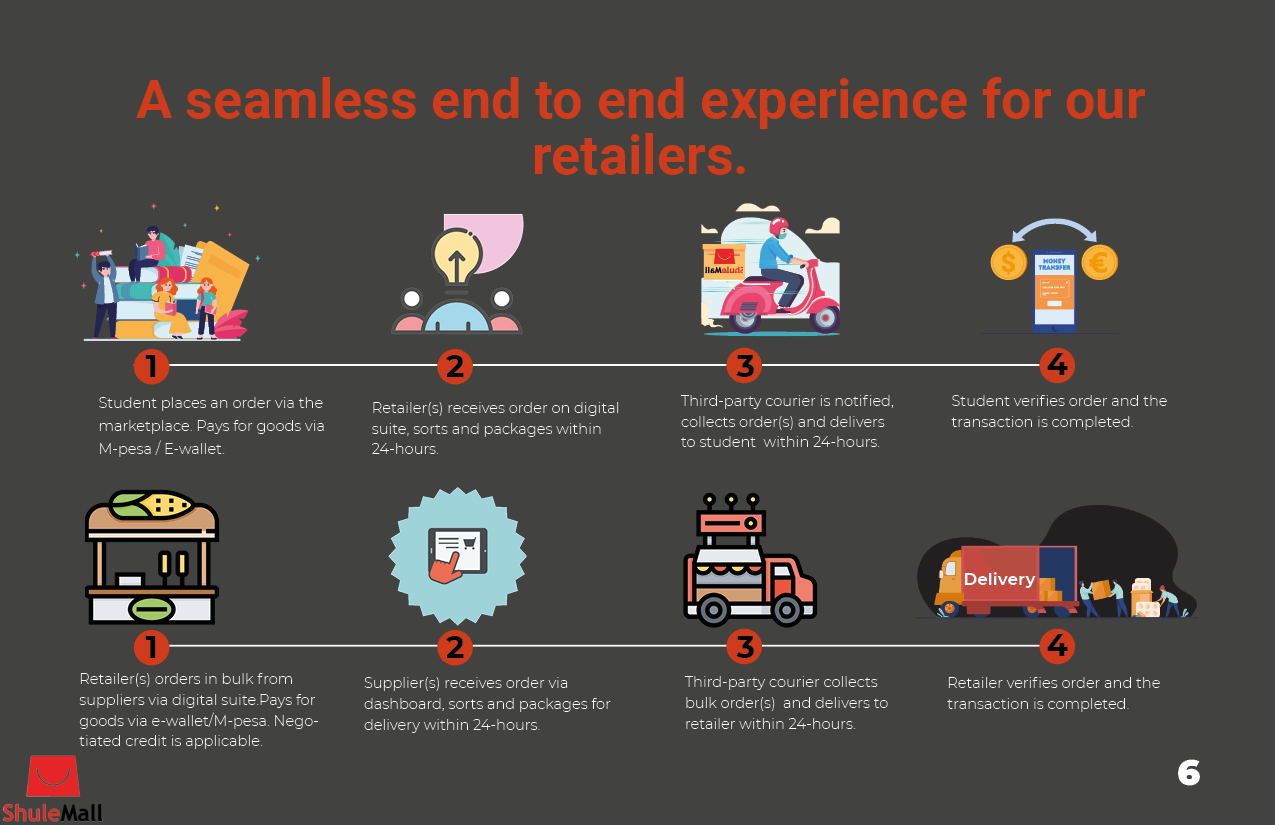 A seamless end to end experience for our
retailers.
ShuleMall
$
€
MONEY
TRANSFER
1
2
3
4
Student places an order via the
marketplace. Pays for goods via
M-pesa / E-wallet.
Retailer(s) receives order on digital
suite, sorts and packages within
24-hours.
Third-party courier is notified,
collects order(s) and delivers
to student  within 24-hours.
Student verifies order and the
transaction is completed.
Delivery
1
2
3
4
Retailer(s) orders in bulk from
suppliers via digital suite.Pays for
goods via e-wallet/M-pesa. Nego-
tiated credit is applicable.
Supplier(s) receives order via
dashboard, sorts and packages for
delivery within 24-hours.
Third-party courier collects
bulk order(s)  and delivers to
retailer within 24-hours.
Retailer verifies order and the
transaction is completed.
6
ShuleMall